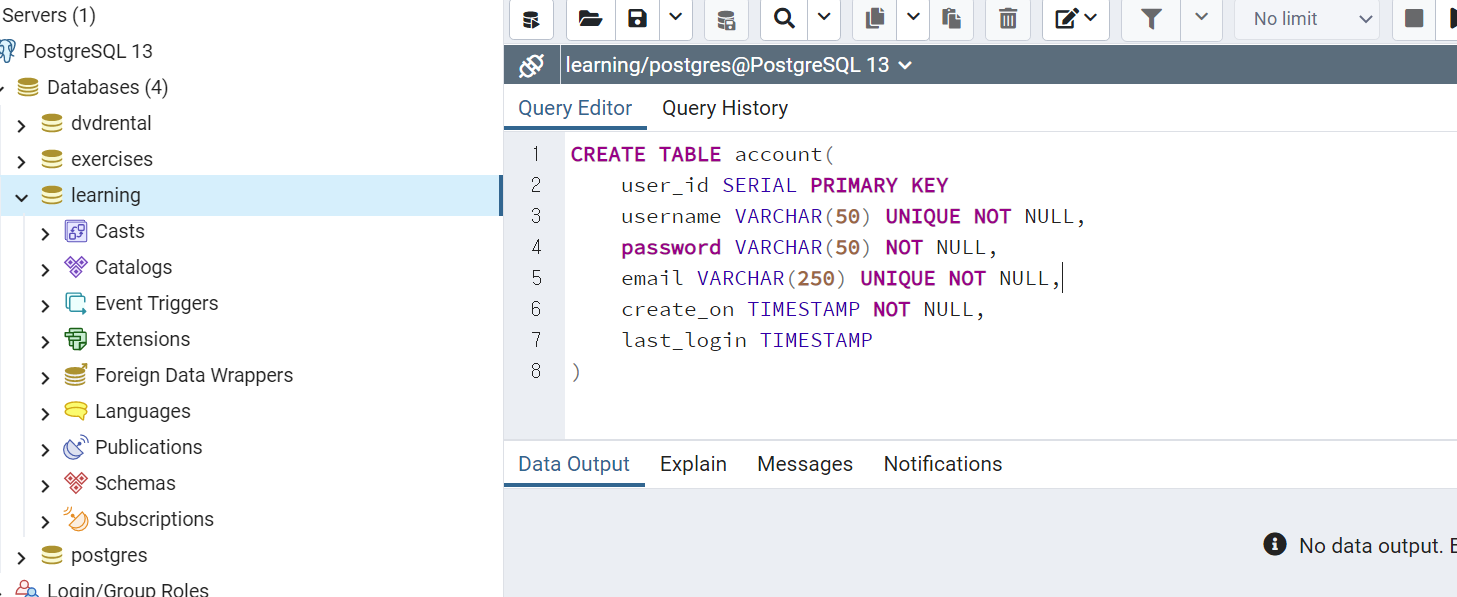 Servers (1)
PostgreSQL 13
Databases (4)
dvdrental
exercises
learning
Casts
Catalogs
Event Triggers
Extensions
Foreign Data Wrappers
Languages
Publications
Schemas
Subscriptions
postgres
Login/Group Roles
No limit
learning/postgres@PostgreSQL 13
Query Editor Query History
1 CREATE TABLE account(
2 user_id SERIAL PRIMARY KEY
3 username VARCHAR(50) UNIQUE NOT NULL,
4 password VARCHAR(50) NOT NULL,
5 email VARCHAR(250) UNIQUE NOT NULL,
6 create_on TIMESTAMP NOT NULL,
7 last_login TIMESTAMP
8 )
Data Output Explain Messages Notifications
No data output. E